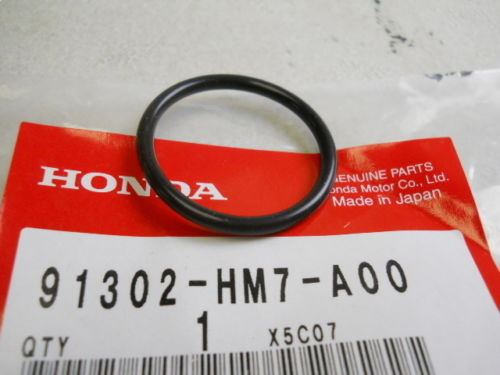 HONDA
GENUINE PARTS
Honda Motor Co., Ltd.
Made in Japan
91302-HM7-A00
QTY 1 X5C07